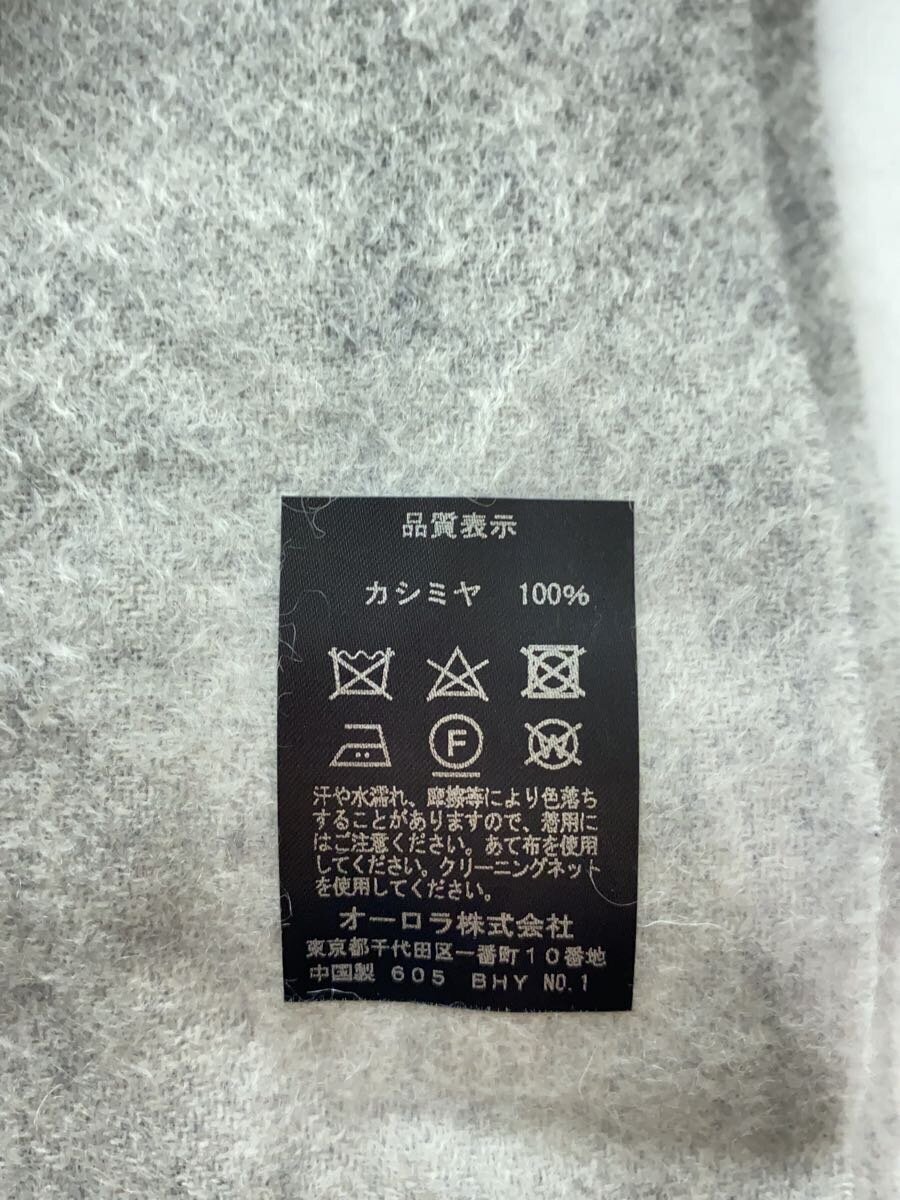 品質表示
カシミヤ 100%
F
W
汗や水濡れ、摩擦等により色落ち
することがありますので、着用に
はご注意ください。あて布を使用
してください。クリーニングネット
を使用してください。
オーロラ株式会社
東京都千代田区一番町10番地
中国製 605 BHY NO.1